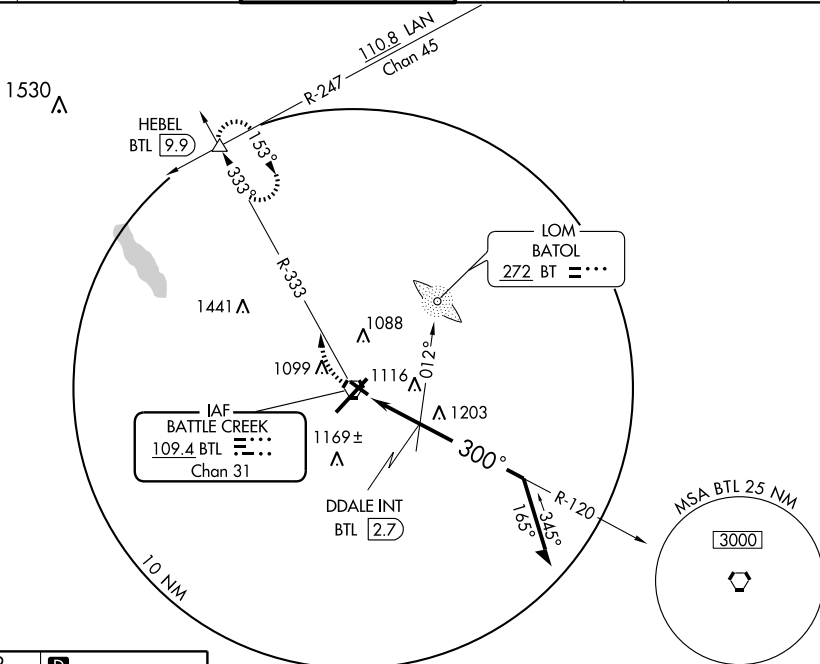 110.8 LAN
Chan 45
R-247
1530
HEBEL
BTL 9.9
153°
333°
LOM
BATOL
272 BT
R-333
1441
1088
012°
1099
1116
IAF
BATTLE CREEK
109.4 BTL
Chan 31
1203
1169 ±
300°
DDALE INT
BTL 2.7
R-120
345°
165°
MSA BTL 25 NM
3000
10 NM
D